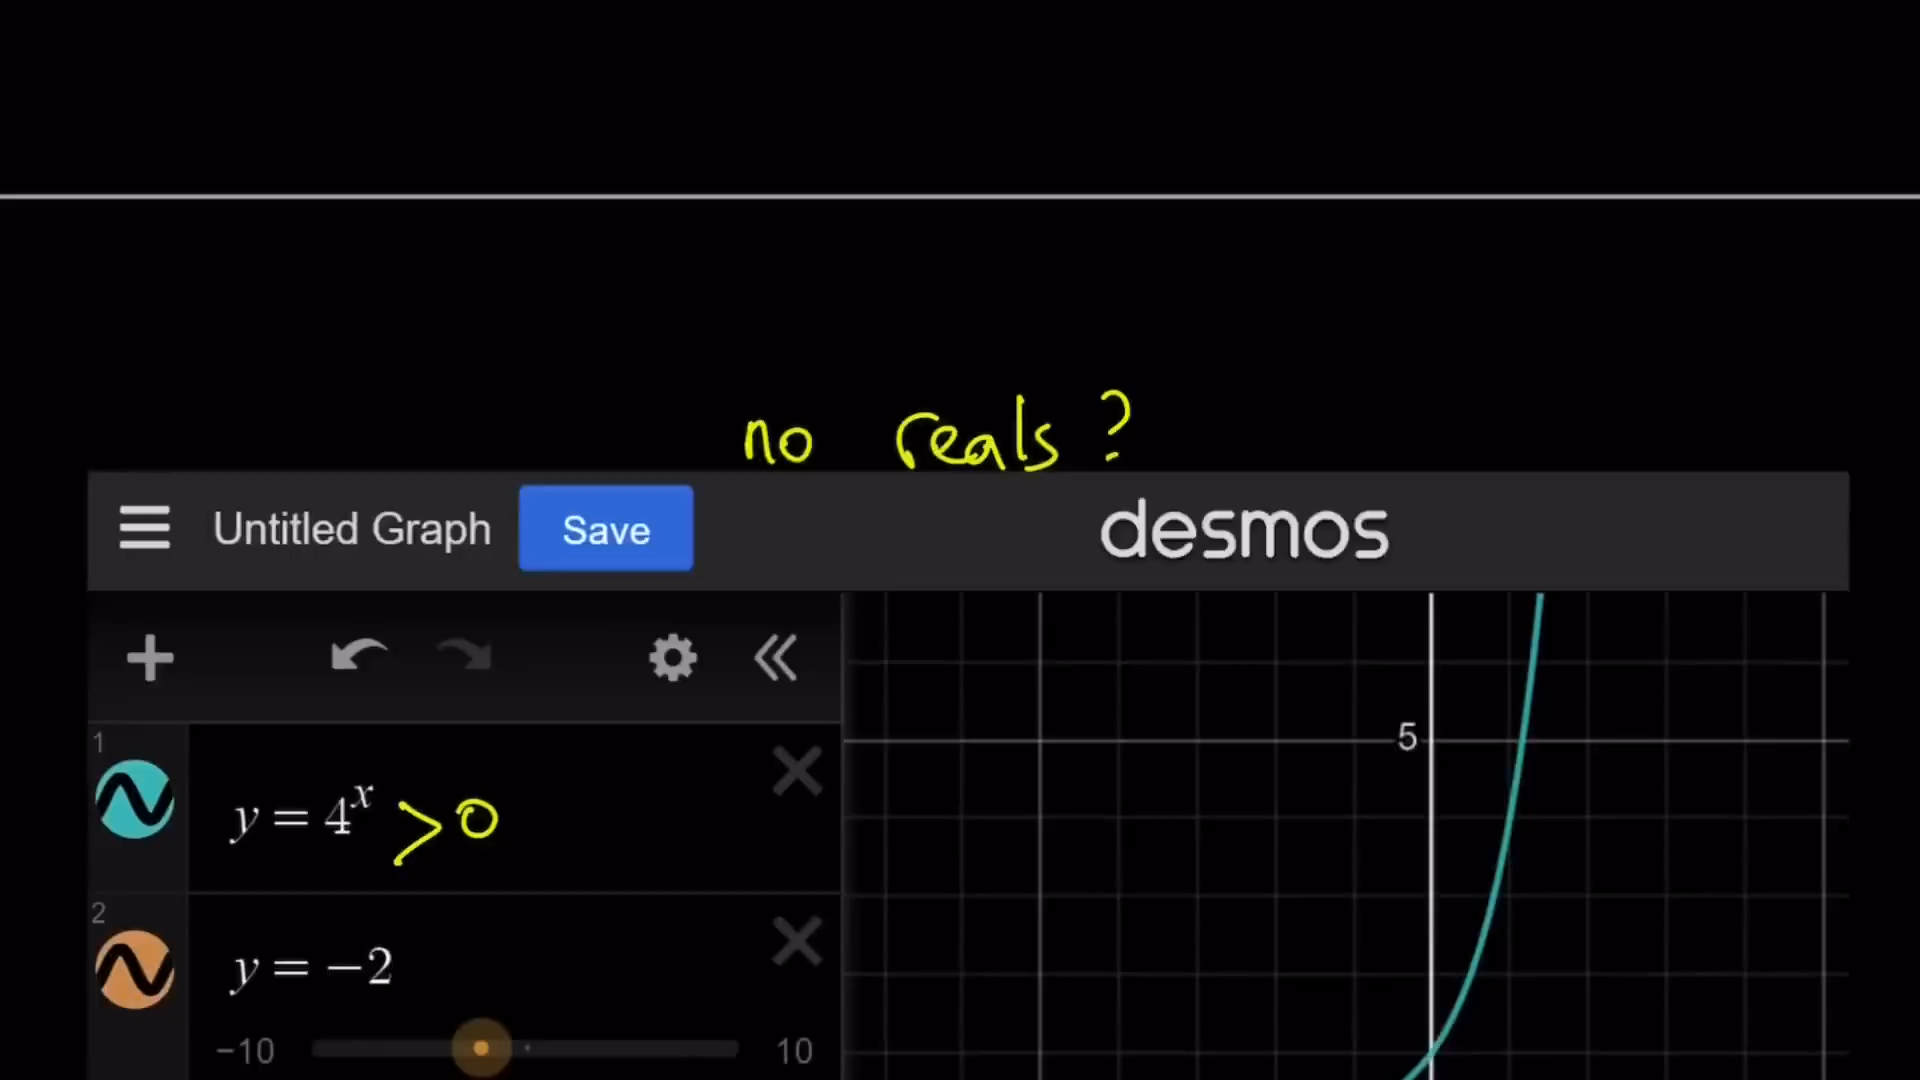 no reals?
Untitled Graph Save desmos
5
1
y = 4^x >0
2
y = −2
−10 10